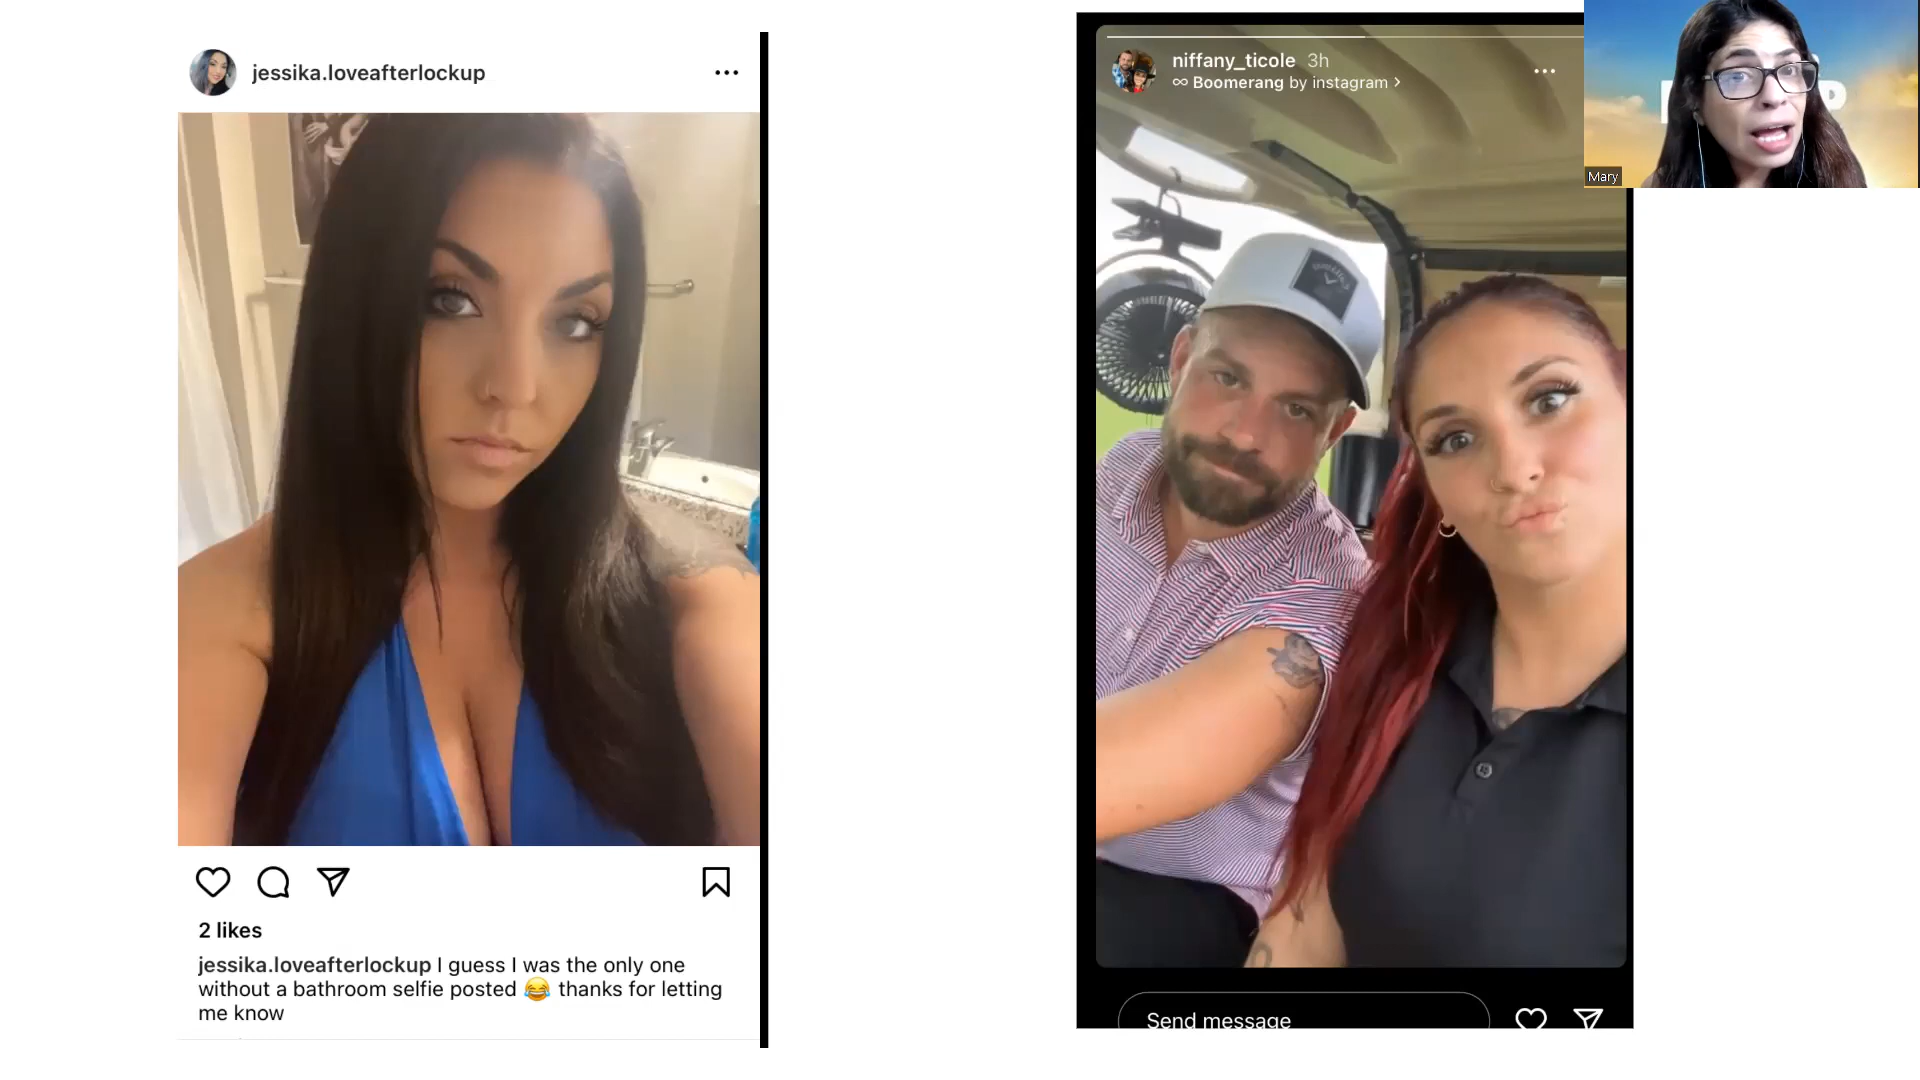 jessika.loveafterlockup
2 likes
jessika.loveafterlockup I guess I was the only one
without a bathroom selfie posted 😂 thanks for letting
me know
niffany_ticole 3h
∞ Boomerang by instagram >
Send message
Mary